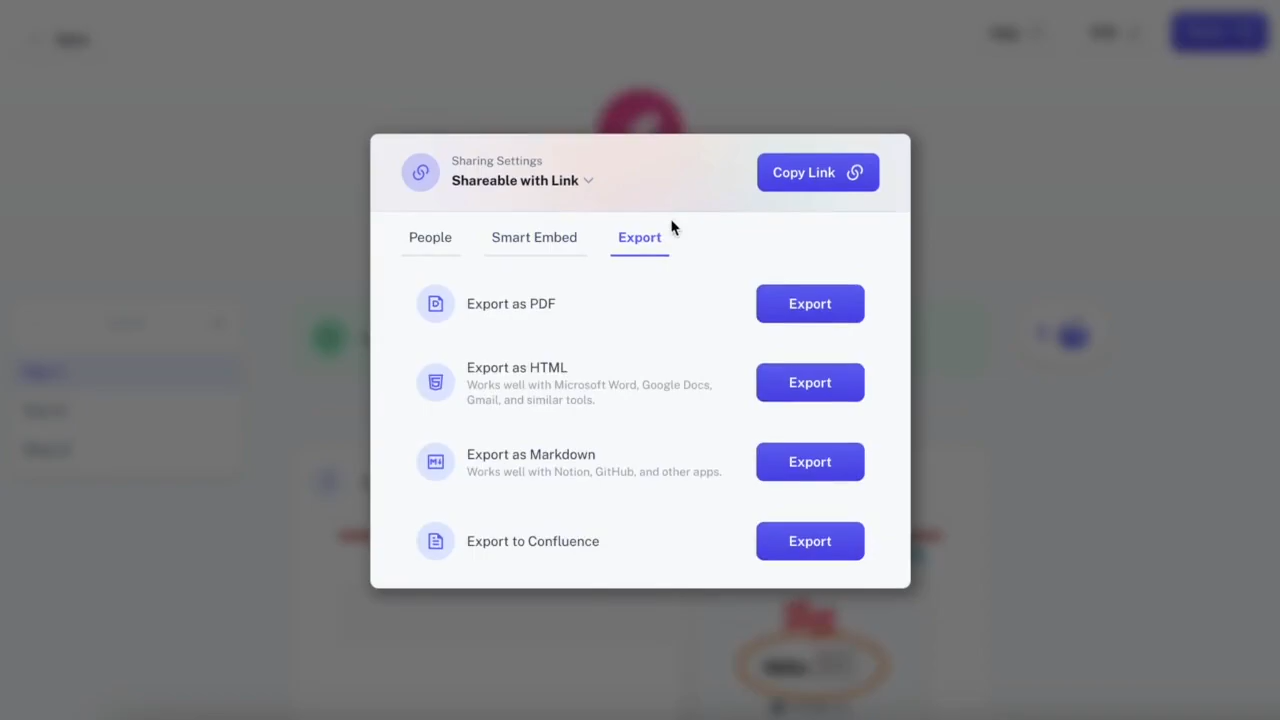 Sharing Settings
Shareable with Link
Copy Link
People
Smart Embed
Export
Export as PDF
Export
Export as HTML
Works well with Microsoft Word, Google Docs,
Gmail, and similar tools.
Export
Export as Markdown
Works well with Notion, GitHub, and other apps.
Export
Export to Confluence
Export